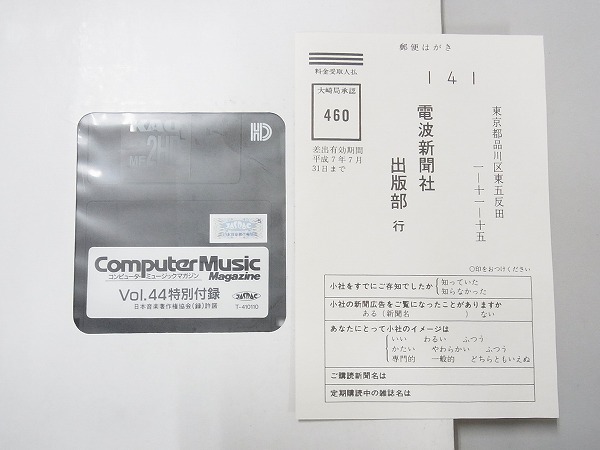 HD
MF 2HD
JASRAC
Computer Music
コンピューター・ミュージックマガジン Magazine
Vol.44特別付録 JASRAC
日本音楽著作権協会(録)許諾 T-410110
郵便はがき
料金受取人払
141
大崎局承認
460
差出有効期間
平成7年7月
31日まで
東京都品川区東五反田
一―十一―十五
電波新聞社
出版部 行
○印をおつけください
小社をすでにご存知でしたか 知っていた
知らなかった
小社の新聞広告をご覧になったことがありますか
ある(新聞名 ) ない
あなたにとって小社のイメージは
いい わるい ふつう
かたい やわらかい ふつう
専門的 一般的 どちらともいえぬ
ご購読新聞名は
定期購読中の雑誌名は